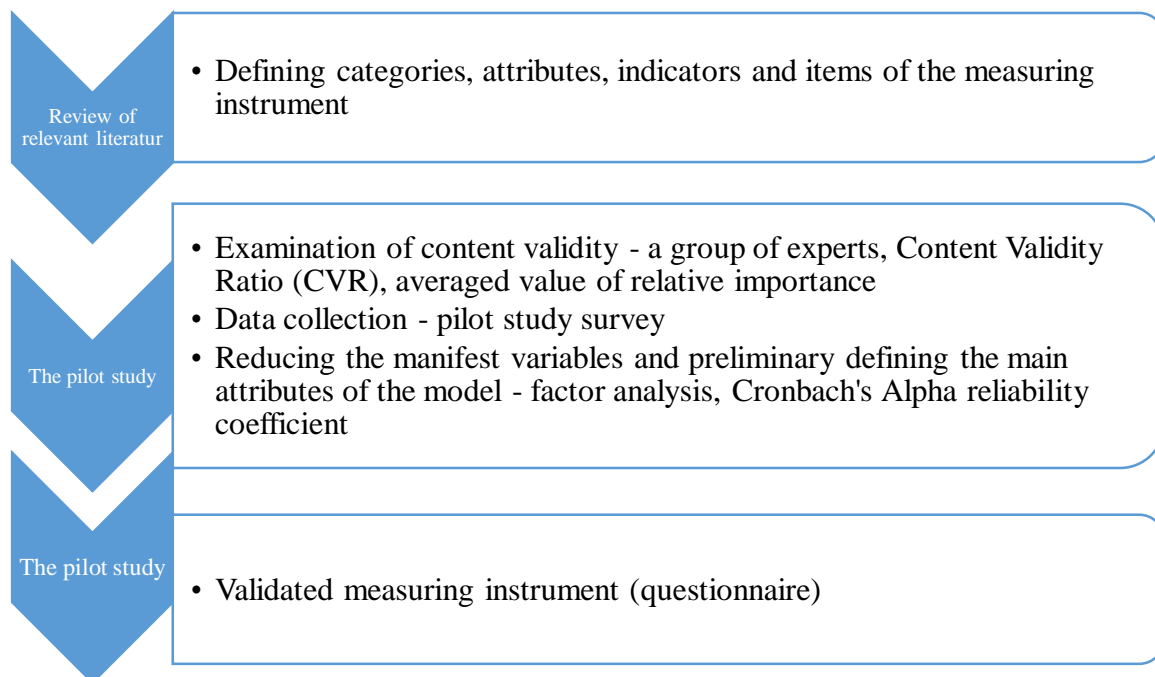 Review of
relevant literatur
• Defining categories, attributes, indicators and items of the measuring
instrument
The pilot study
• Examination of content validity - a group of experts, Content Validity
Ratio (CVR), averaged value of relative importance
• Data collection - pilot study survey
• Reducing the manifest variables and preliminary defining the main
attributes of the model - factor analysis, Cronbach's Alpha reliability
coefficient
The pilot study
• Validated measuring instrument (questionnaire)